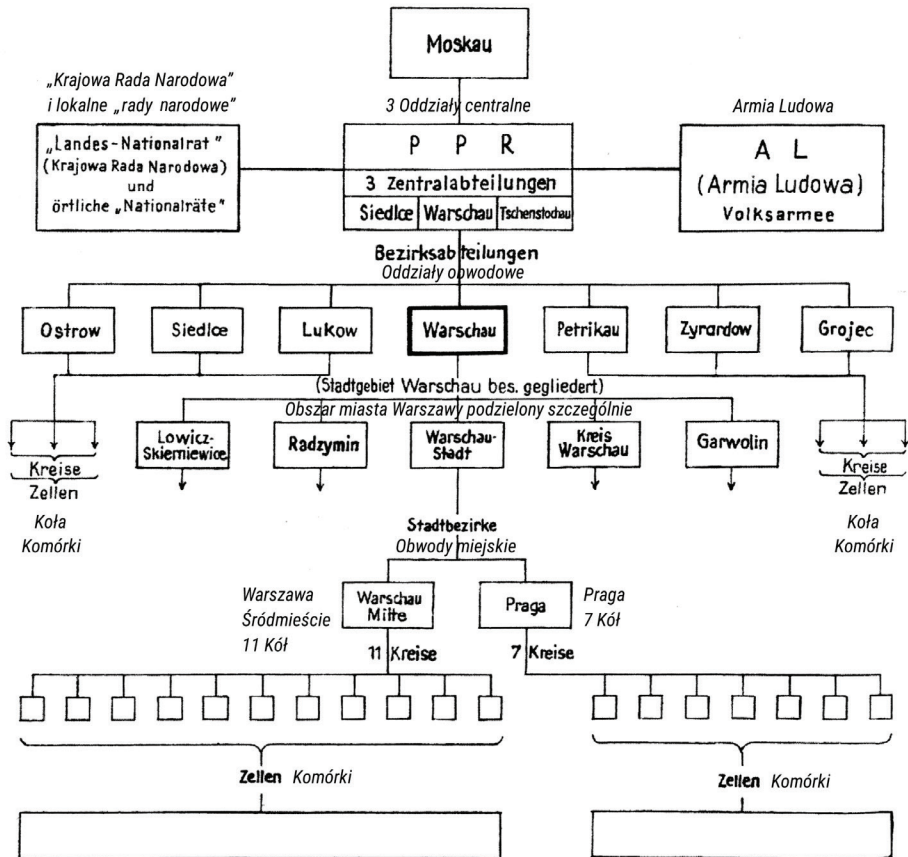 Moskau
„Krajowa Rada Narodowa”
i lokalne „rady narodowe”
3 Oddziały centralne
Armia Ludowa
„Landes-Nationalrat"
(Krajowa Rada Narodowa)
und
örtliche „Nationalräte"
P P R
3 Zentralabteilungen
Siedlce Warschau Tschenstochau
A L
(Armia Ludowa)
Volksarmee
Bezirksabteilungen
Oddziały obwodowe
Ostrow Siedlce Lukow Warschau Petrikau Zyrardow Grojec
(Stadtgebiet Warschau bes. gegliedert)
Obszar miasta Warszawy podzielony szczególnie
Lowicz-
Skierniewice
Radzymin
Warschau-
Stadt
Kreis
Warschau
Garwolin
Kreise
Zellen
Koła
Komórki
Kreise
Zellen
Koła
Komórki
Stadtbezirke
Obwody miejskie
Warszawa
Śródmieście
11 Kół
Warschau
Mitte
Praga
Praga
7 Kół
11 Kreise
7 Kreise
Zellen Komórki
Zellen Komórki